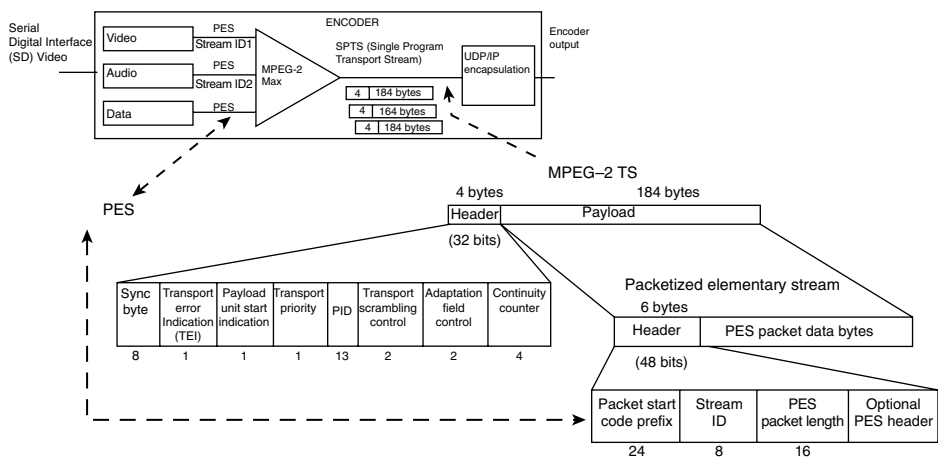 Serial
Digital Interface
(SD) Video
ENCODER
Video
PES
Stream ID1
Audio
PES
Stream ID2
Data
PES
MPEG-2
Max
SPTS (Single Program
Transport Stream)
4 184 bytes
4 164 bytes
4 184 bytes
UDP/IP
encapsulation
Encoder
output
MPEG–2 TS
4 bytes
184 bytes
Header
Payload
(32 bits)
PES
Sync
byte
Transport
error
Indication
(TEI)
Payload
unit start
indication
Transport
priority
PID
Transport
scrambling
control
Adaptation
field
control
Continuity
counter
8 1 1 1 13 2 2 4
Packetized elementary stream
6 bytes
Header
PES packet data bytes
(48 bits)
Packet start
code prefix
Stream
ID
PES
packet length
Optional
PES header
24 8 16